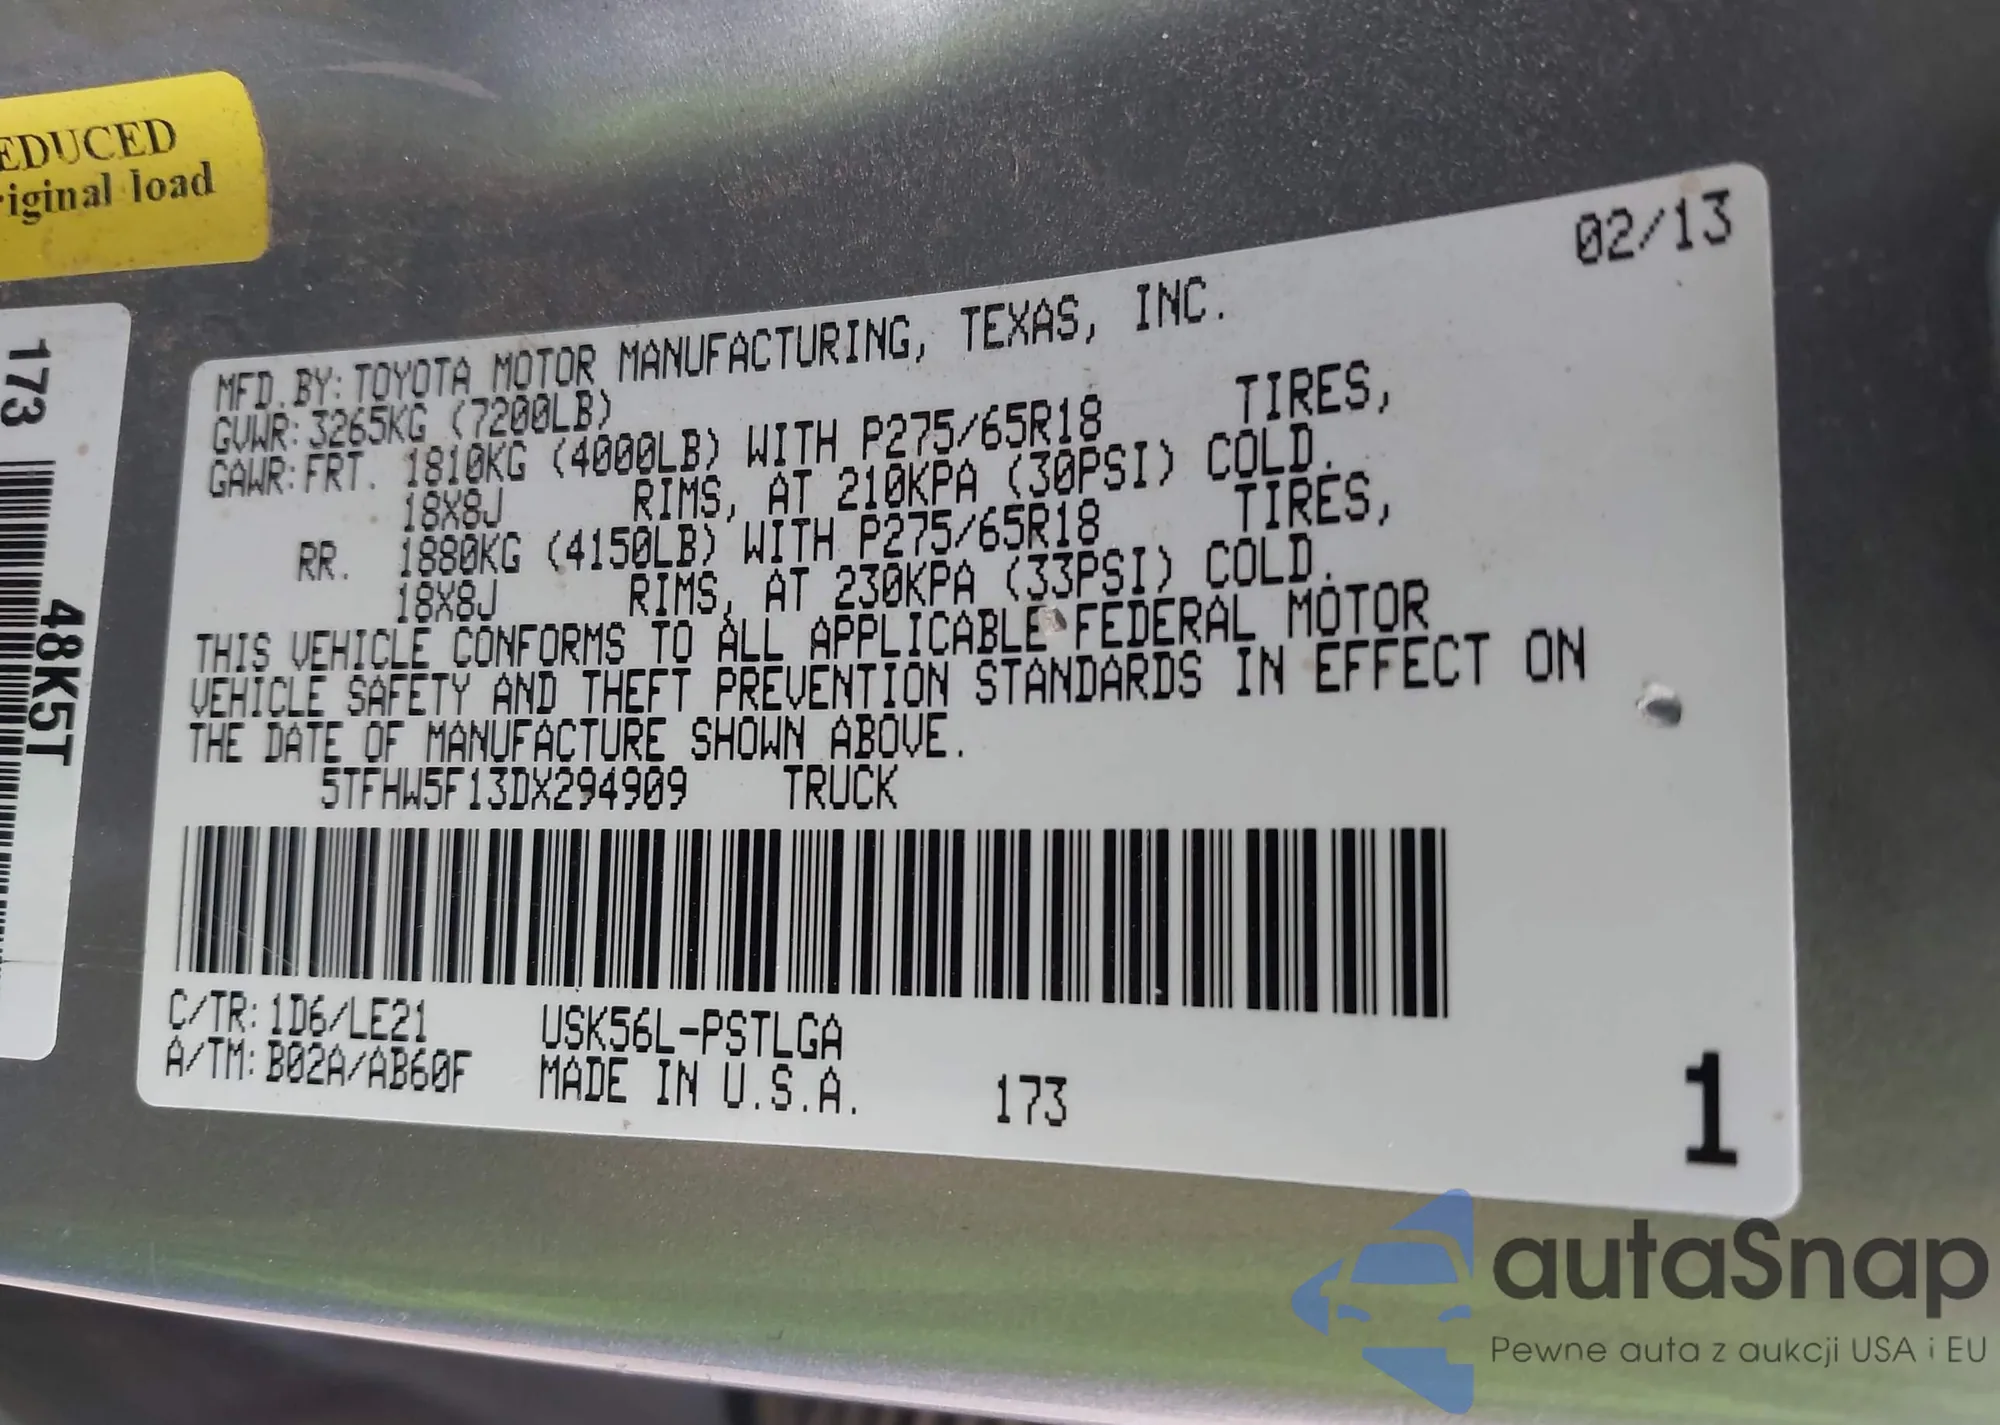 EDUCED
riginal load
173
48K5T
02/13
MFD.BY:TOYOTA MOTOR MANUFACTURING, TEXAS, INC.
GVWR:3265KG (7200LB)
GAWR:FRT. 1810KG (4000LB) WITH P275/65R18 TIRES,
18X8J RIMS, AT 210KPA (30PSI) COLD.
RR. 1880KG (4150LB) WITH P275/65R18 TIRES,
18X8J RIMS, AT 230KPA (33PSI) COLD.
THIS VEHICLE CONFORMS TO ALL APPLICABLE FEDERAL MOTOR
VEHICLE SAFETY AND THEFT PREVENTION STANDARDS IN EFFECT ON
THE DATE OF MANUFACTURE SHOWN ABOVE.
5TFHW5F13DX294909 TRUCK
C/TR:1D6/LE21 USK56L-PSTLGA
A/TM:B02A/AB60F MADE IN U.S.A. 173
1
autaSnap
Pewne auta z aukcji USA i EU